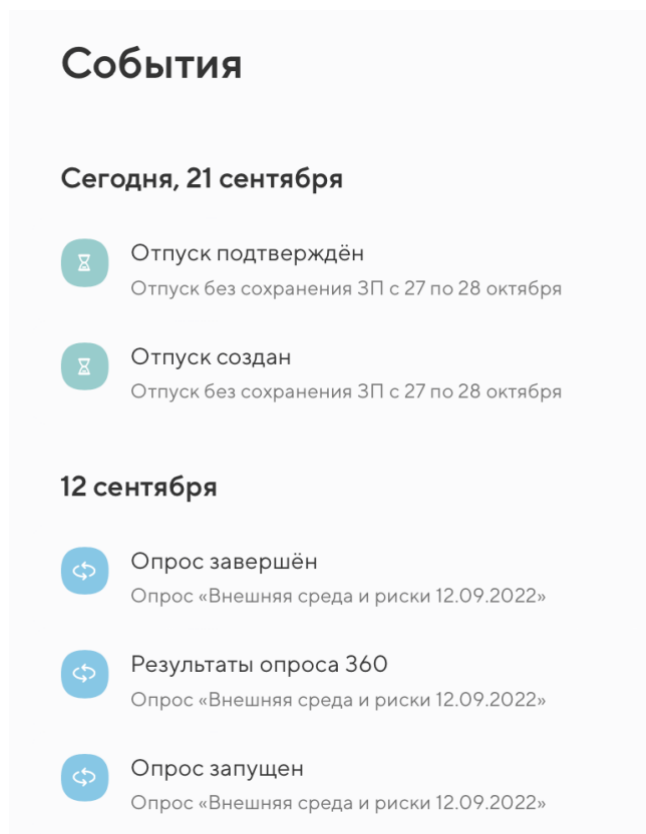 События
Сегодня, 21 сентября
Отпуск подтверждён
Отпуск без сохранения ЗП с 27 по 28 октября
Отпуск создан
Отпуск без сохранения ЗП с 27 по 28 октября
12 сентября
Опрос завершён
Опрос «Внешняя среда и риски 12.09.2022»
Результаты опроса 360
Опрос «Внешняя среда и риски 12.09.2022»
Опрос запущен
Опрос «Внешняя среда и риски 12.09.2022»